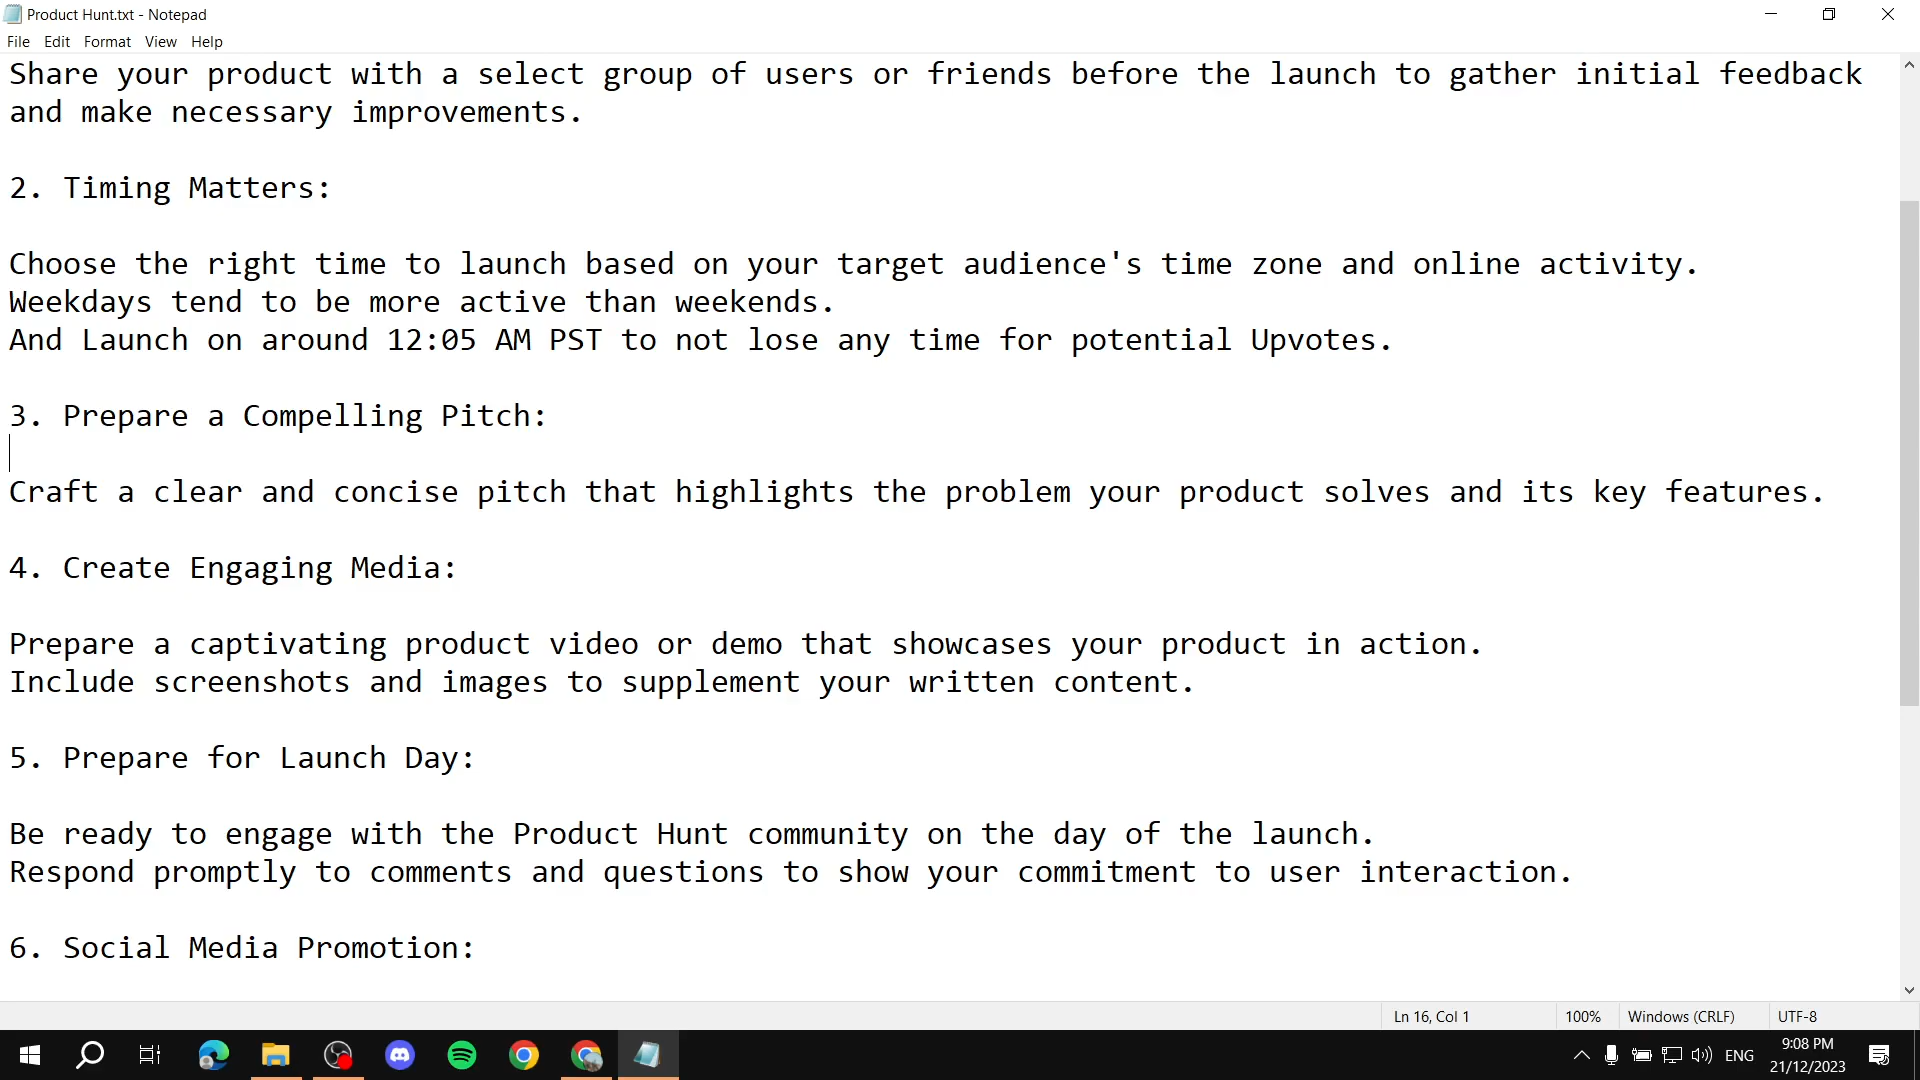 Product Hunt.txt - Notepad
File Edit Format View Help
Share your product with a select group of users or friends before the launch to gather initial feedback
and make necessary improvements.
2. Timing Matters:
Choose the right time to launch based on your target audience's time zone and online activity.
Weekdays tend to be more active than weekends.
And Launch on around 12:05 AM PST to not lose any time for potential Upvotes.
3. Prepare a Compelling Pitch:
Craft a clear and concise pitch that highlights the problem your product solves and its key features.
4. Create Engaging Media:
Prepare a captivating product video or demo that showcases your product in action.
Include screenshots and images to supplement your written content.
5. Prepare for Launch Day:
Be ready to engage with the Product Hunt community on the day of the launch.
Respond promptly to comments and questions to show your commitment to user interaction.
6. Social Media Promotion:
Ln 16, Col 1 100% Windows (CRLF) UTF-8
ENG
9:08 PM
21/12/2023